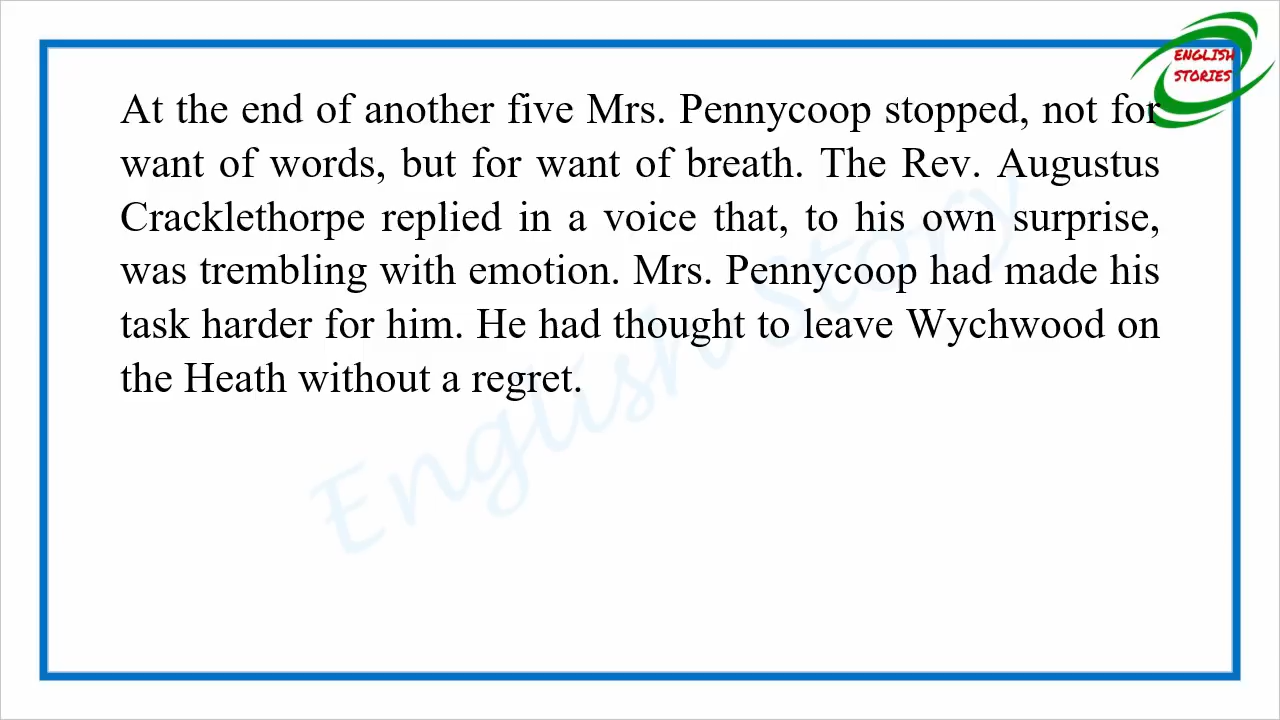 ENGLISH
STORIES
At the end of another five Mrs. Pennycoop stopped, not for
want of words, but for want of breath. The Rev. Augustus
Cracklethorpe replied in a voice that, to his own surprise,
was trembling with emotion. Mrs. Pennycoop had made his
task harder for him. He had thought to leave Wychwood on
the Heath without a regret.
English Story